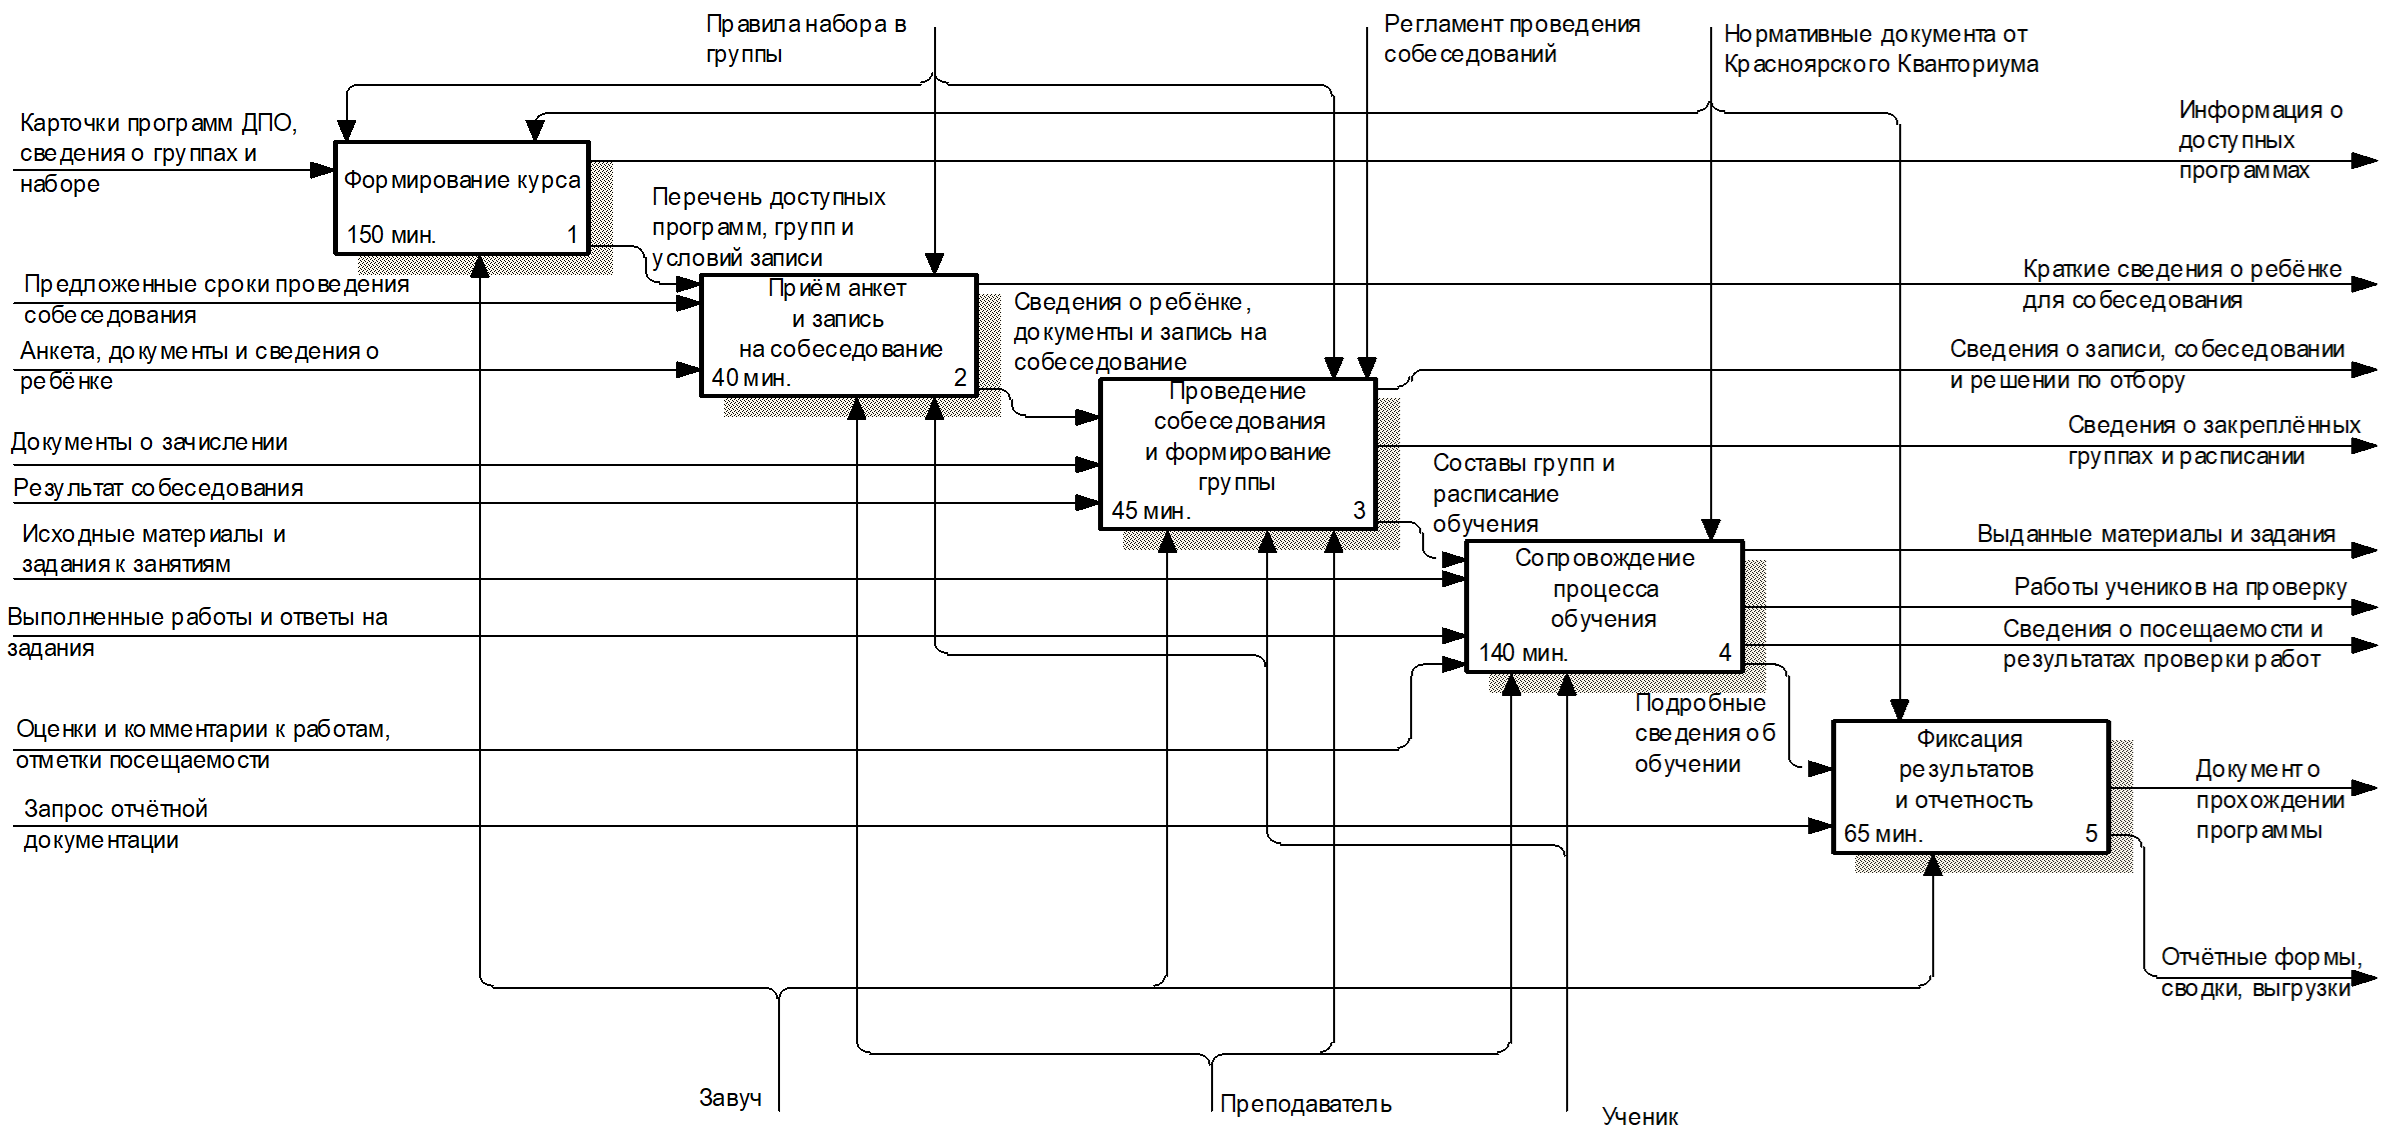 Правила набора в
группы
Регламент проведения
собеседований
Нормативные документа от
Красноярского Кванториума
Карточки программ ДПО,
сведения о группах и
наборе
Информация о
доступных
программах
Формирование курса
150 мин.
1
Перечень доступных
программ, групп и
условий записи
Предложенные сроки проведения
собеседования
Анкета, документы и сведения о
ребёнке
Приём анкет
и запись
на собеседование
40 мин.
2
Краткие сведения о ребёнке
для собеседования
Сведения о ребёнке,
документы и запись на
собеседование
Сведения о записи, собеседовании
и решении по отбору
Документы о зачислении
Результат собеседования
Проведение
собеседования
и формирование
группы
45 мин.
3
Сведения о закреплённых
группах и расписании
Составы групп и
расписание
обучения
Исходные материалы и
задания к занятиям
Выполненные работы и ответы на
задания
Сопровождение
процесса
обучения
140 мин.
4
Выданные материалы и задания
Работы учеников на проверку
Сведения о посещаемости и
результатах проверки работ
Подробные
сведения об
обучении
Оценки и комментарии к работам,
отметки посещаемости
Запрос отчётной
документации
Фиксация
результатов
и отчетность
65 мин.
5
Документ о
прохождении
программы
Отчётные формы,
сводки, выгрузки
Завуч
Преподаватель
Ученик